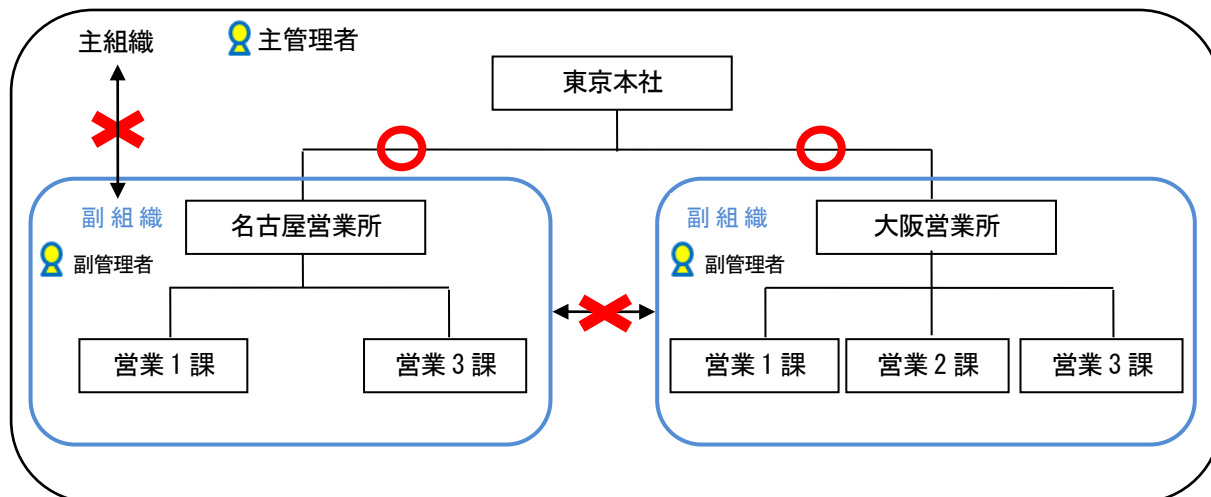 主組織
主管理者
東京本社
副組織
名古屋営業所
副管理者
営業1課
営業3課
副組織
大阪営業所
副管理者
営業1課
営業2課
営業3課